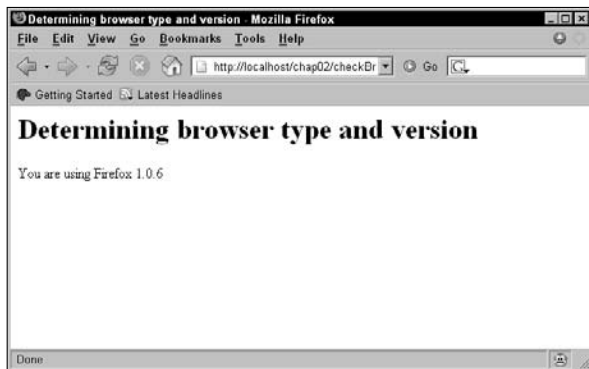 Determining browser type and version - Mozilla Firefox
File Edit View Go Bookmarks Tools Help
http://localhost/chap02/checkBr Go G
Getting Started Latest Headlines
Determining browser type and version
You are using Firefox 1.0.6
Done